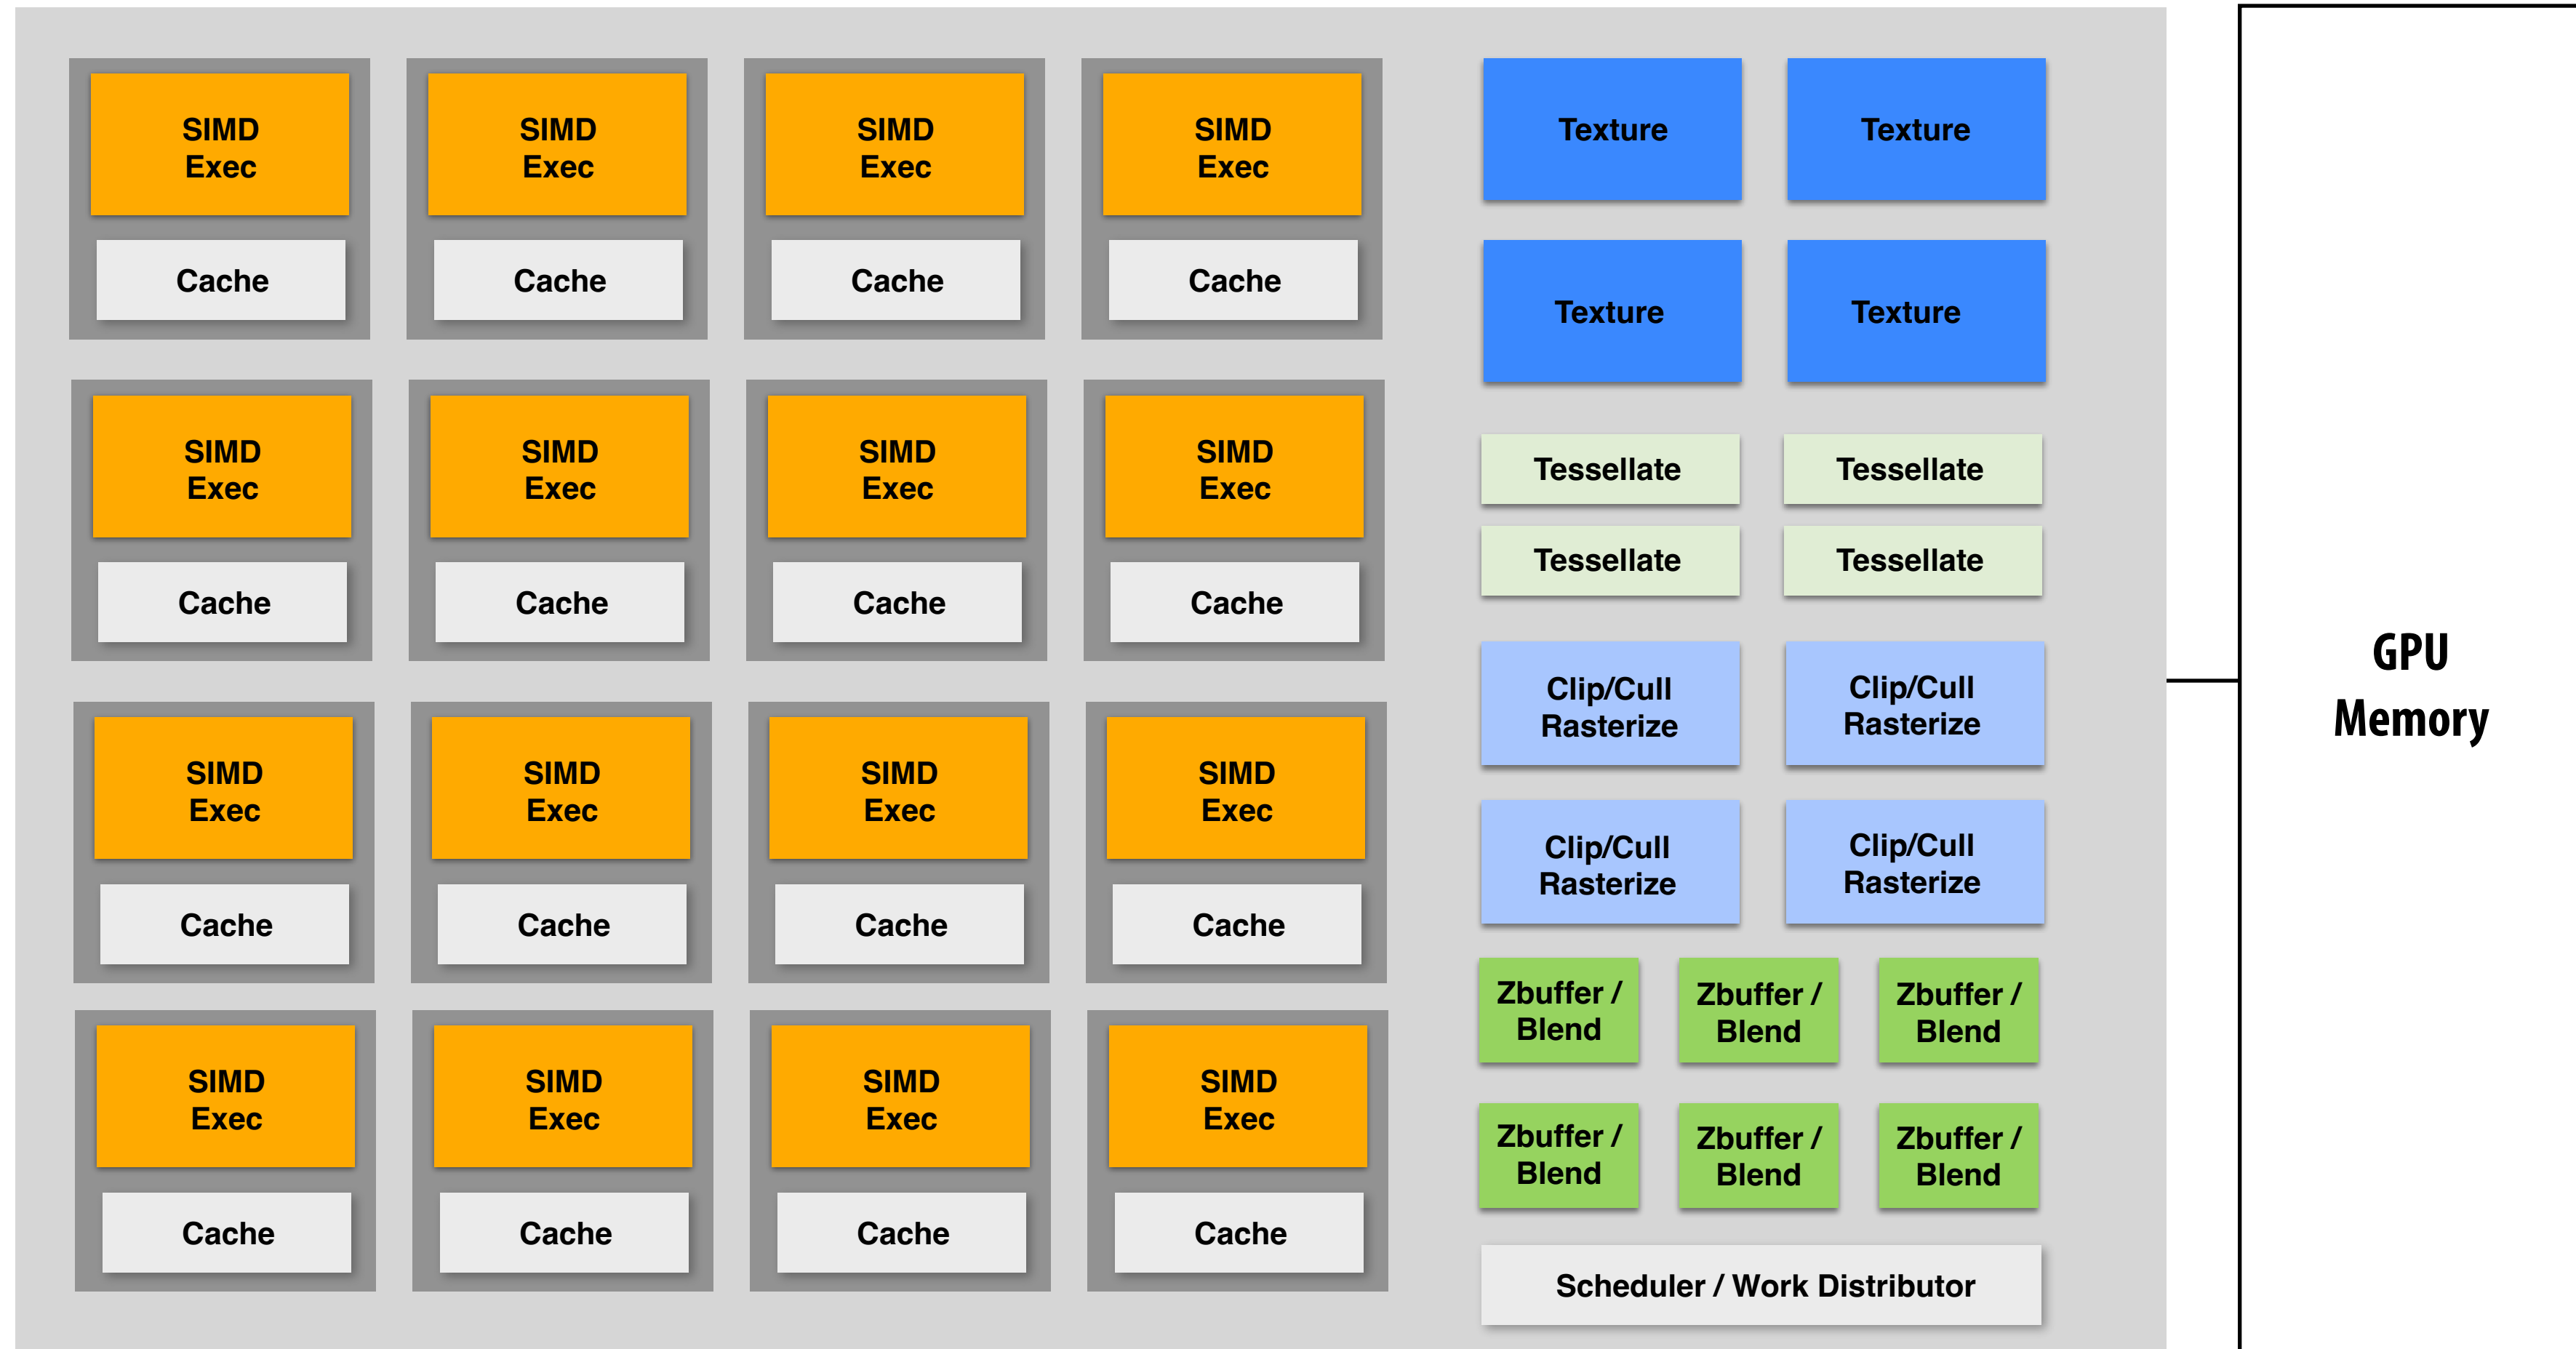 SIMD
Exec
Cache
SIMD
Exec
Cache
SIMD
Exec
Cache
SIMD
Exec
Cache
SIMD
Exec
Cache
SIMD
Exec
Cache
SIMD
Exec
Cache
SIMD
Exec
Cache
SIMD
Exec
Cache
SIMD
Exec
Cache
SIMD
Exec
Cache
SIMD
Exec
Cache
SIMD
Exec
Cache
SIMD
Exec
Cache
SIMD
Exec
Cache
SIMD
Exec
Cache
Texture
Texture
Texture
Texture
Tessellate
Tessellate
Tessellate
Tessellate
Clip/Cull
Rasterize
Clip/Cull
Rasterize
Clip/Cull
Rasterize
Clip/Cull
Rasterize
Zbuffer /
Blend
Zbuffer /
Blend
Zbuffer /
Blend
Zbuffer /
Blend
Zbuffer /
Blend
Zbuffer /
Blend
Scheduler / Work Distributor
GPU
Memory